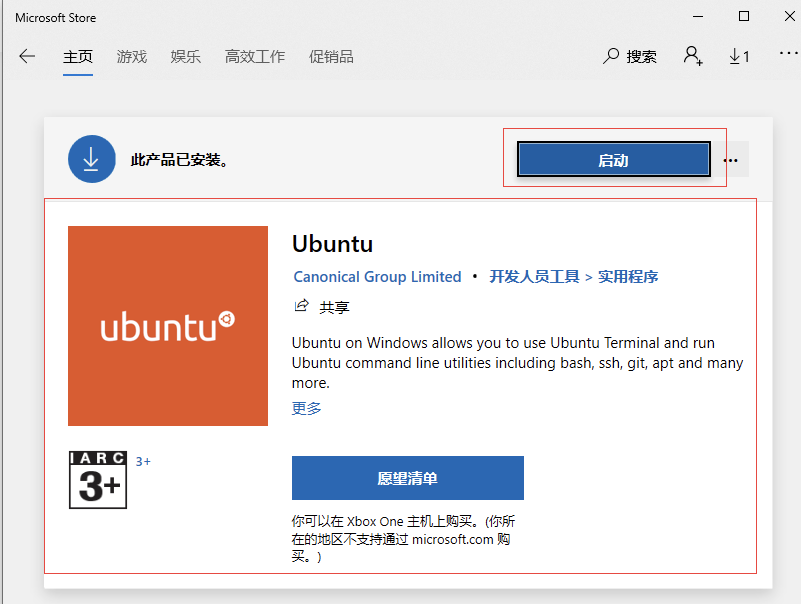 Microsoft Store
主页 游戏 娱乐 高效工作 促销品 搜索 1
此产品已安装。 启动
Ubuntu
Canonical Group Limited • 开发人员工具 > 实用程序
共享
ubuntu
Ubuntu on Windows allows you to use Ubuntu Terminal and run
Ubuntu command line utilities including bash, ssh, git, apt and many
more.
更多
IARC
3+
3+
愿望清单
你可以在 Xbox One 主机上购买。(你所
在的地区不支持通过 microsoft.com 购
买。)